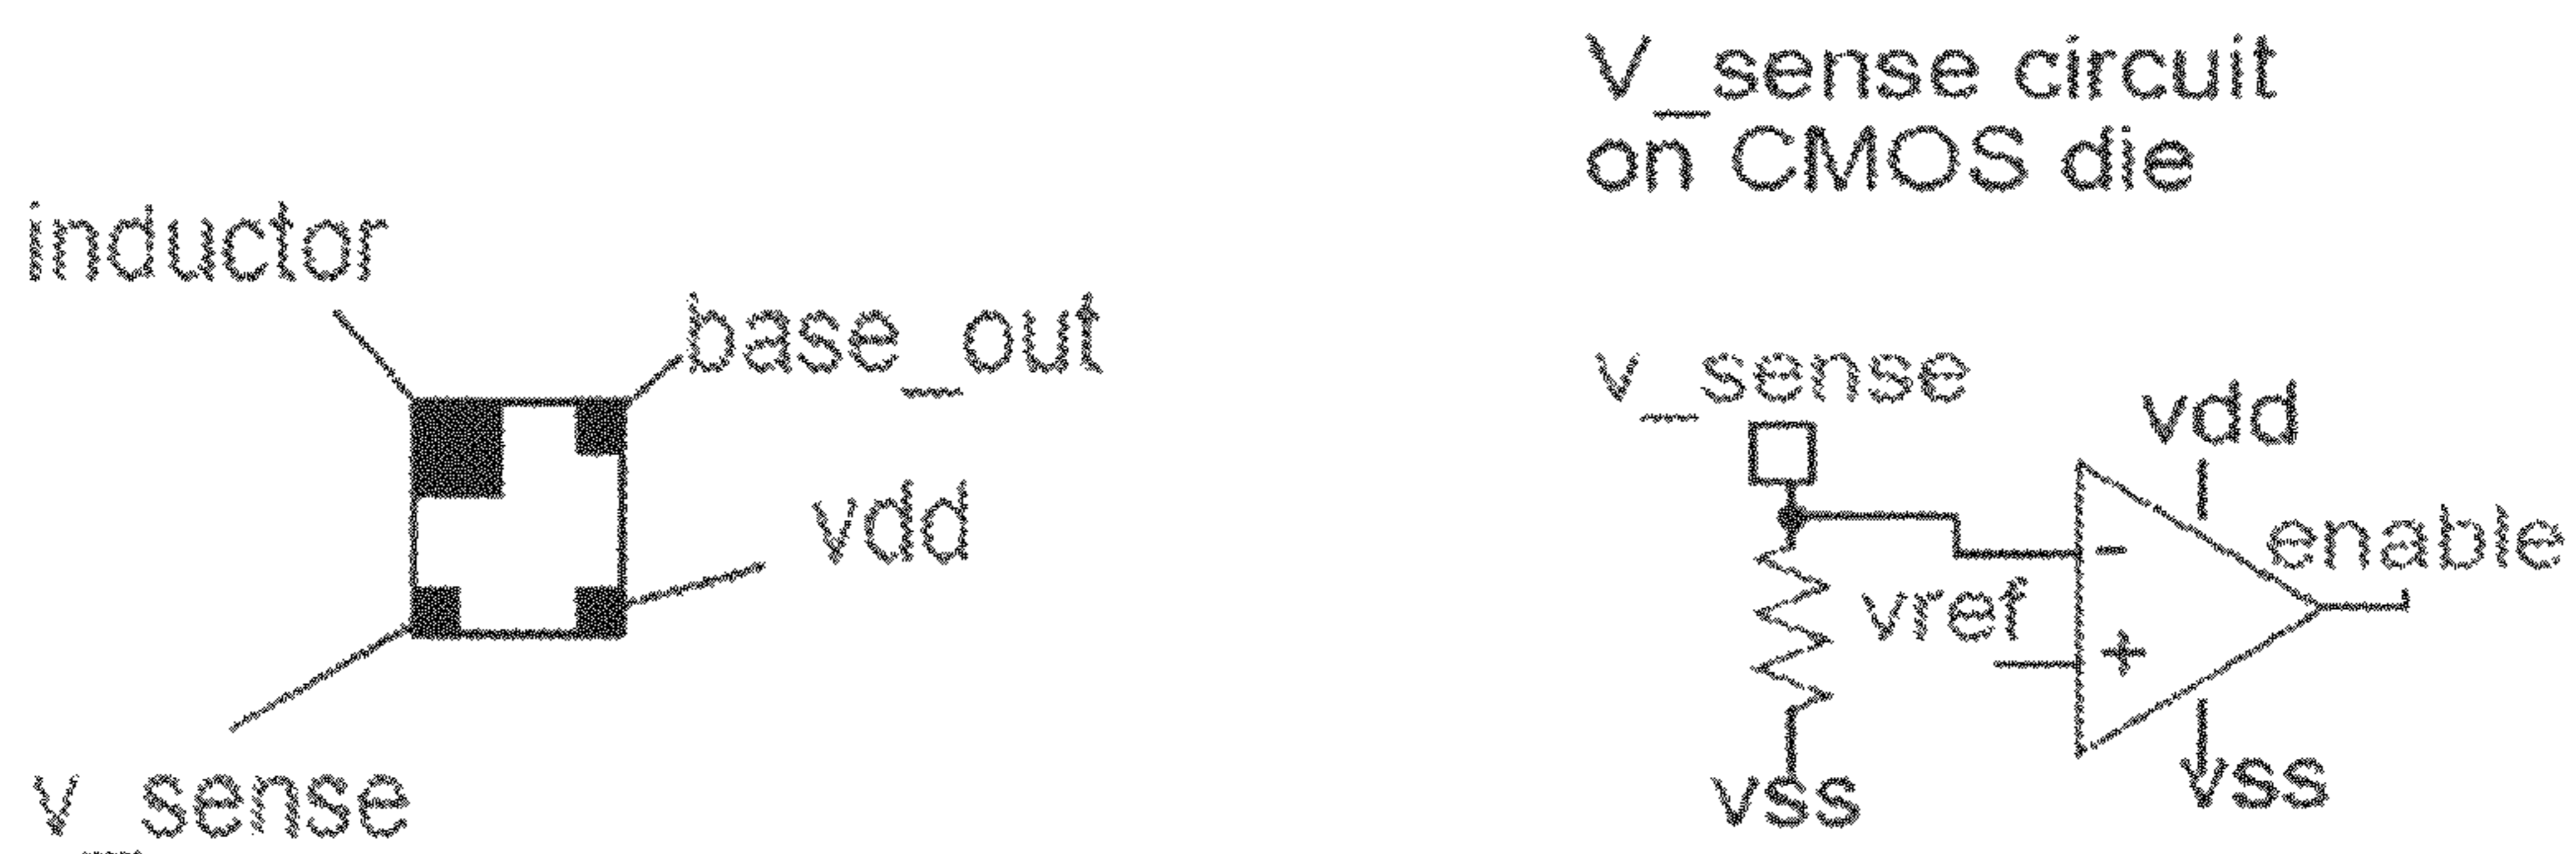 V_sense circuit
on CMOS die
inductor
base_out
vdd
v_sense
v_sense
vdd
enable
-
vref
+
vss
vss